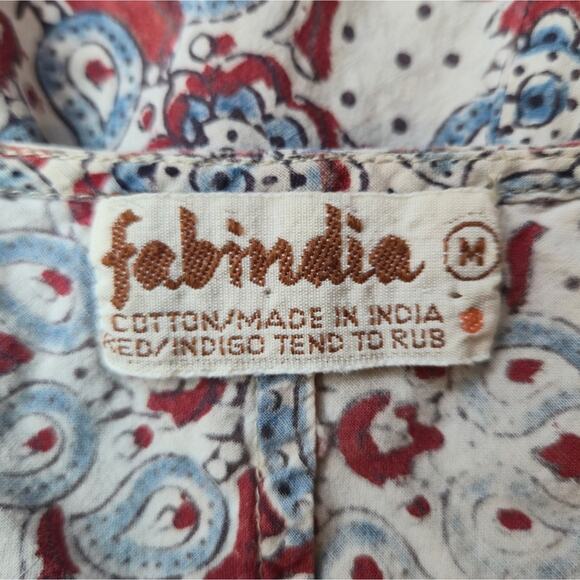 fabindia M
COTTON/MADE IN INDIA
RED/INDIGO TEND TO RUB